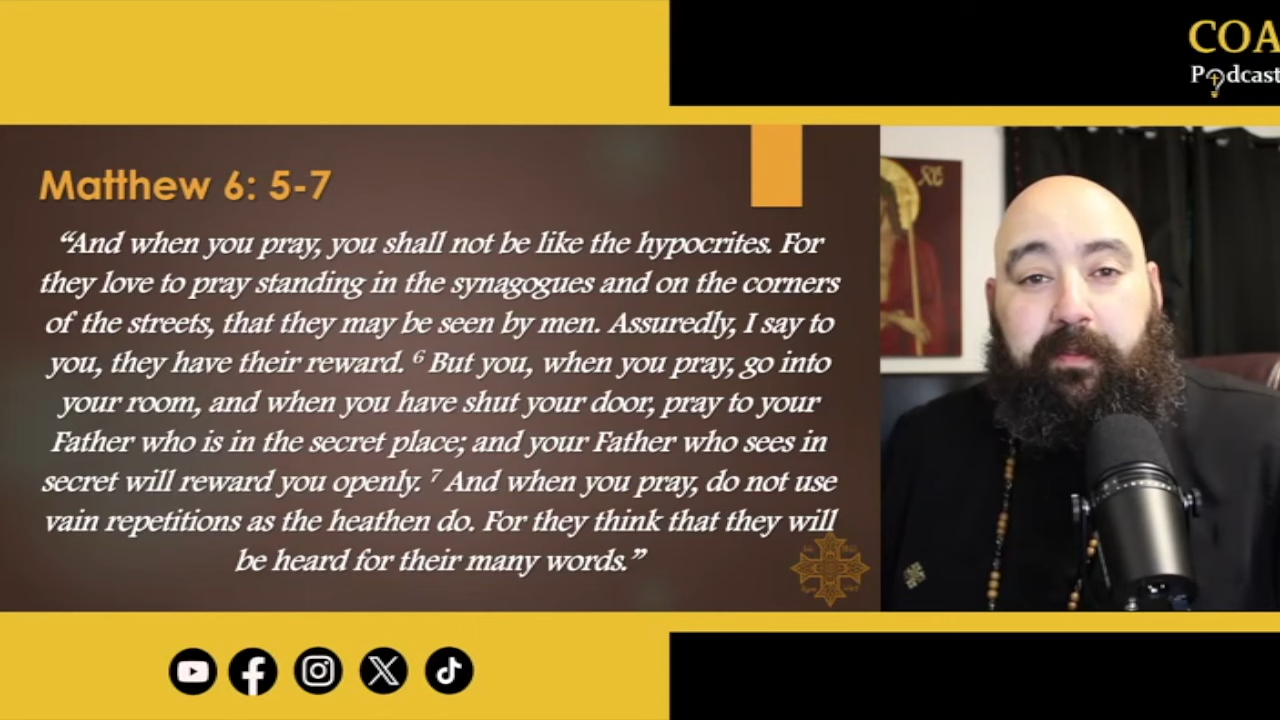 COA
Podcast
Matthew 6: 5-7
“And when you pray, you shall not be like the hypocrites. For
they love to pray standing in the synagogues and on the corners
of the streets, that they may be seen by men. Assuredly, I say to
you, they have their reward. ⁶ But you, when you pray, go into
your room, and when you have shut your door, pray to your
Father who is in the secret place; and your Father who sees in
secret will reward you openly. ⁷ And when you pray, do not use
vain repetitions as the heathen do. For they think that they will
be heard for their many words.”